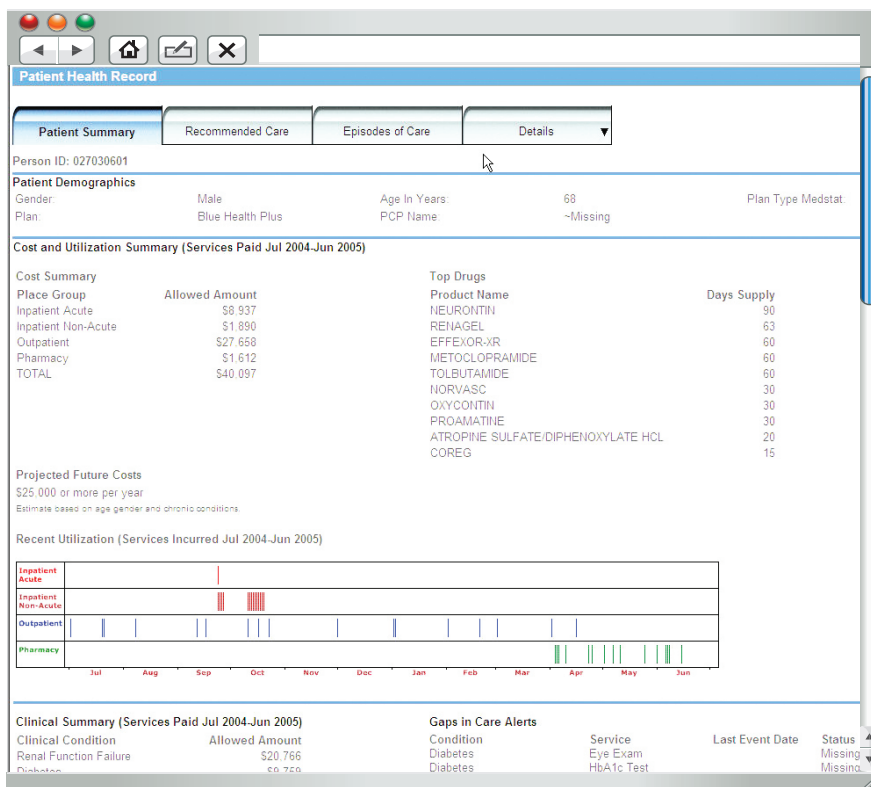 Patient Health Record
Patient Summary Recommended Care Episodes of Care Details
Person ID: 027030601
Patient Demographics
Gender: Male Age In Years: 68 Plan Type Medstat:
Plan: Blue Health Plus PCP Name: ~Missing
Cost and Utilization Summary (Services Paid Jul 2004-Jun 2005)
Cost Summary
Place Group Allowed Amount
Inpatient Acute $8,937
Inpatient Non-Acute $1,890
Outpatient $27,658
Pharmacy $1,612
TOTAL $40,097
Top Drugs
Product Name Days Supply
NEURONTIN 90
RENAGEL 63
EFFEXOR-XR 60
METOCLOPRAMIDE 60
TOLBUTAMIDE 60
NORVASC 30
OXYCONTIN 30
PROAMATINE 30
ATROPINE SULFATE/DIPHENOXYLATE HCL 20
COREG 15
Projected Future Costs
$25,000 or more per year
Estimate based on age gender and chronic conditions.
Recent Utilization (Services Incurred Jul 2004-Jun 2005)
Inpatient
Acute
Inpatient
Non-Acute
Outpatient
Pharmacy
Jul Aug Sep Oct Nov Dec Jan Feb Mar Apr May Jun
Clinical Summary (Services Paid Jul 2004-Jun 2005)
Clinical Condition Allowed Amount
Renal Function Failure $20,766
Diabetes $9,759
Gaps in Care Alerts
Condition Service Last Event Date Status
Diabetes Eye Exam Missing
Diabetes HbA1c Test Missing